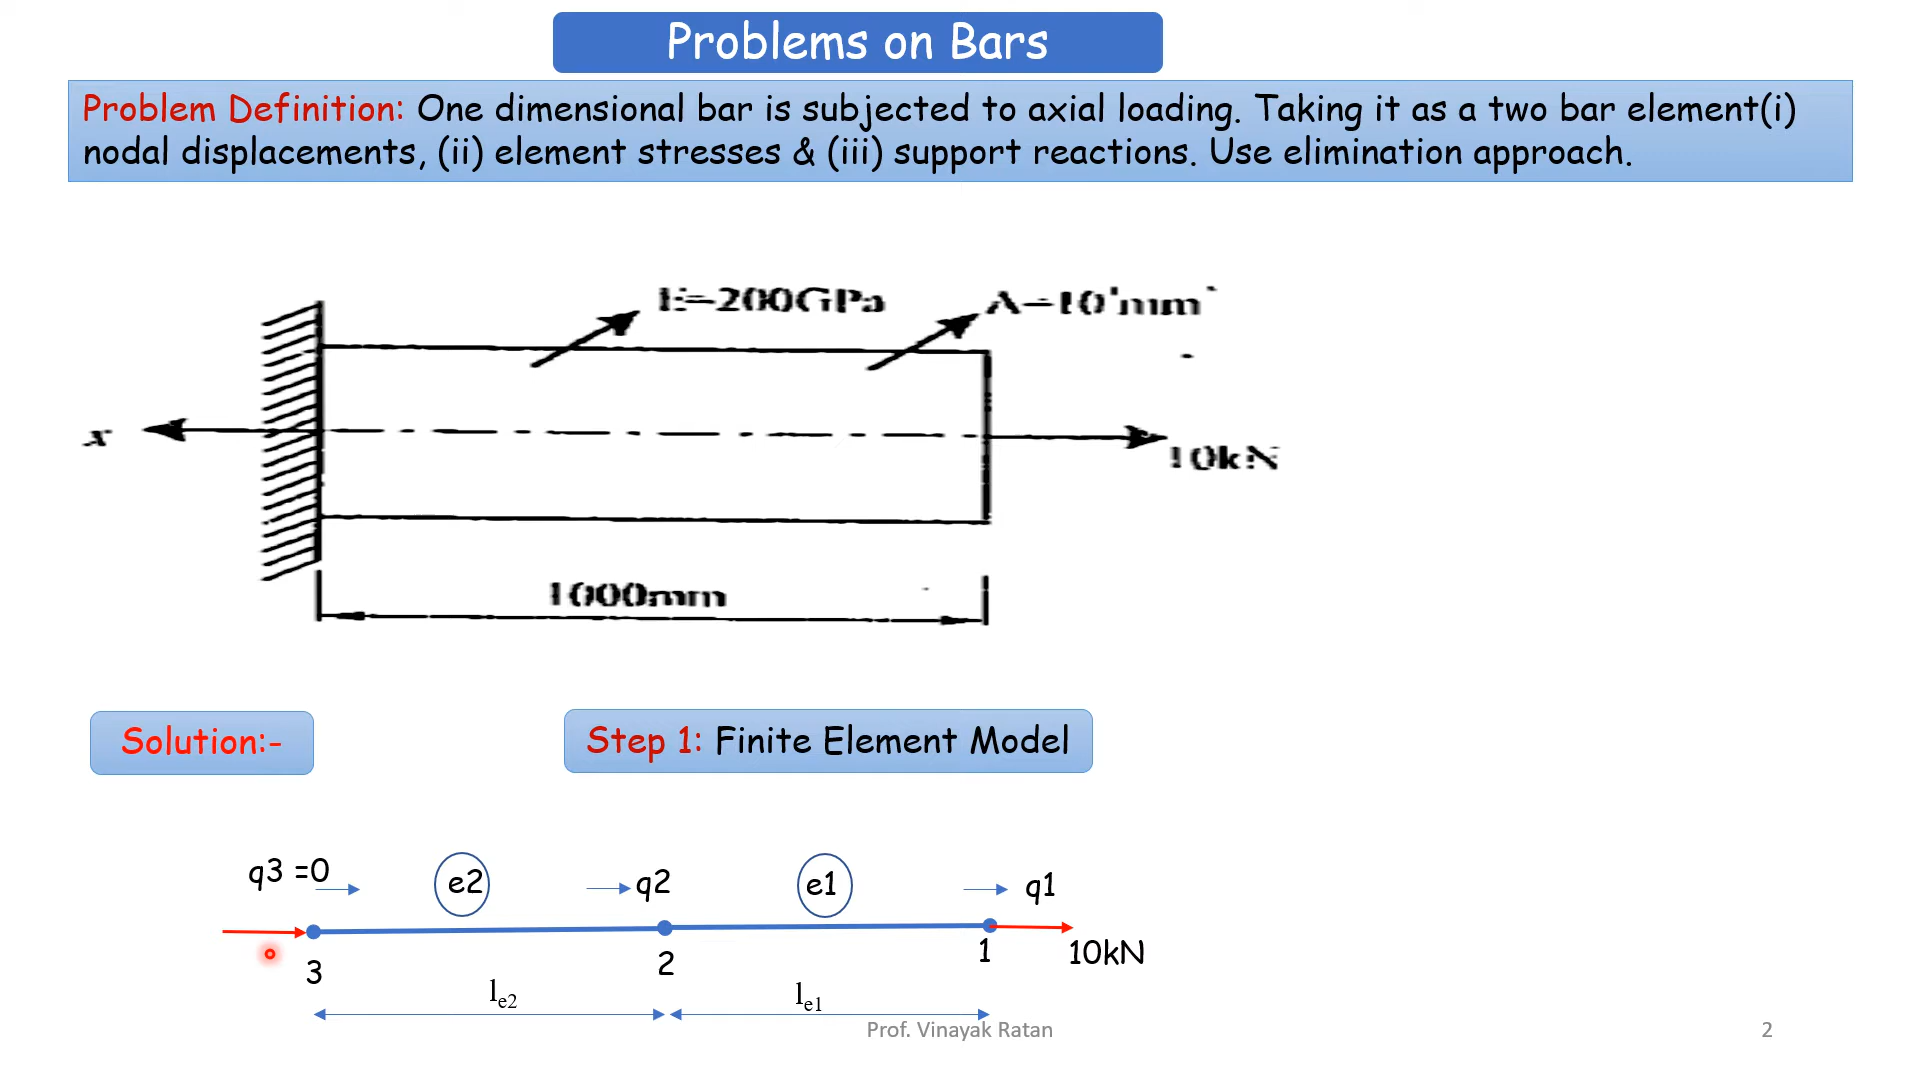 Problems on Bars
Problem Definition: One dimensional bar is subjected to axial loading. Taking it as a two bar element(i)
nodal displacements, (ii) element stresses & (iii) support reactions. Use elimination approach.
E=200GPa
x
10kN
1000mm
Solution:-
Step 1: Finite Element Model
q3 =0
e2
q2
e1
q1
3
2
1
10kN
le2
le1
Prof. Vinayak Ratan
2